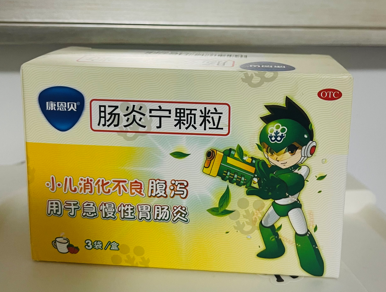 康恩贝
OTC
肠炎宁颗粒
小儿消化不良 腹泻
用于急慢性胃肠炎
3袋/盒